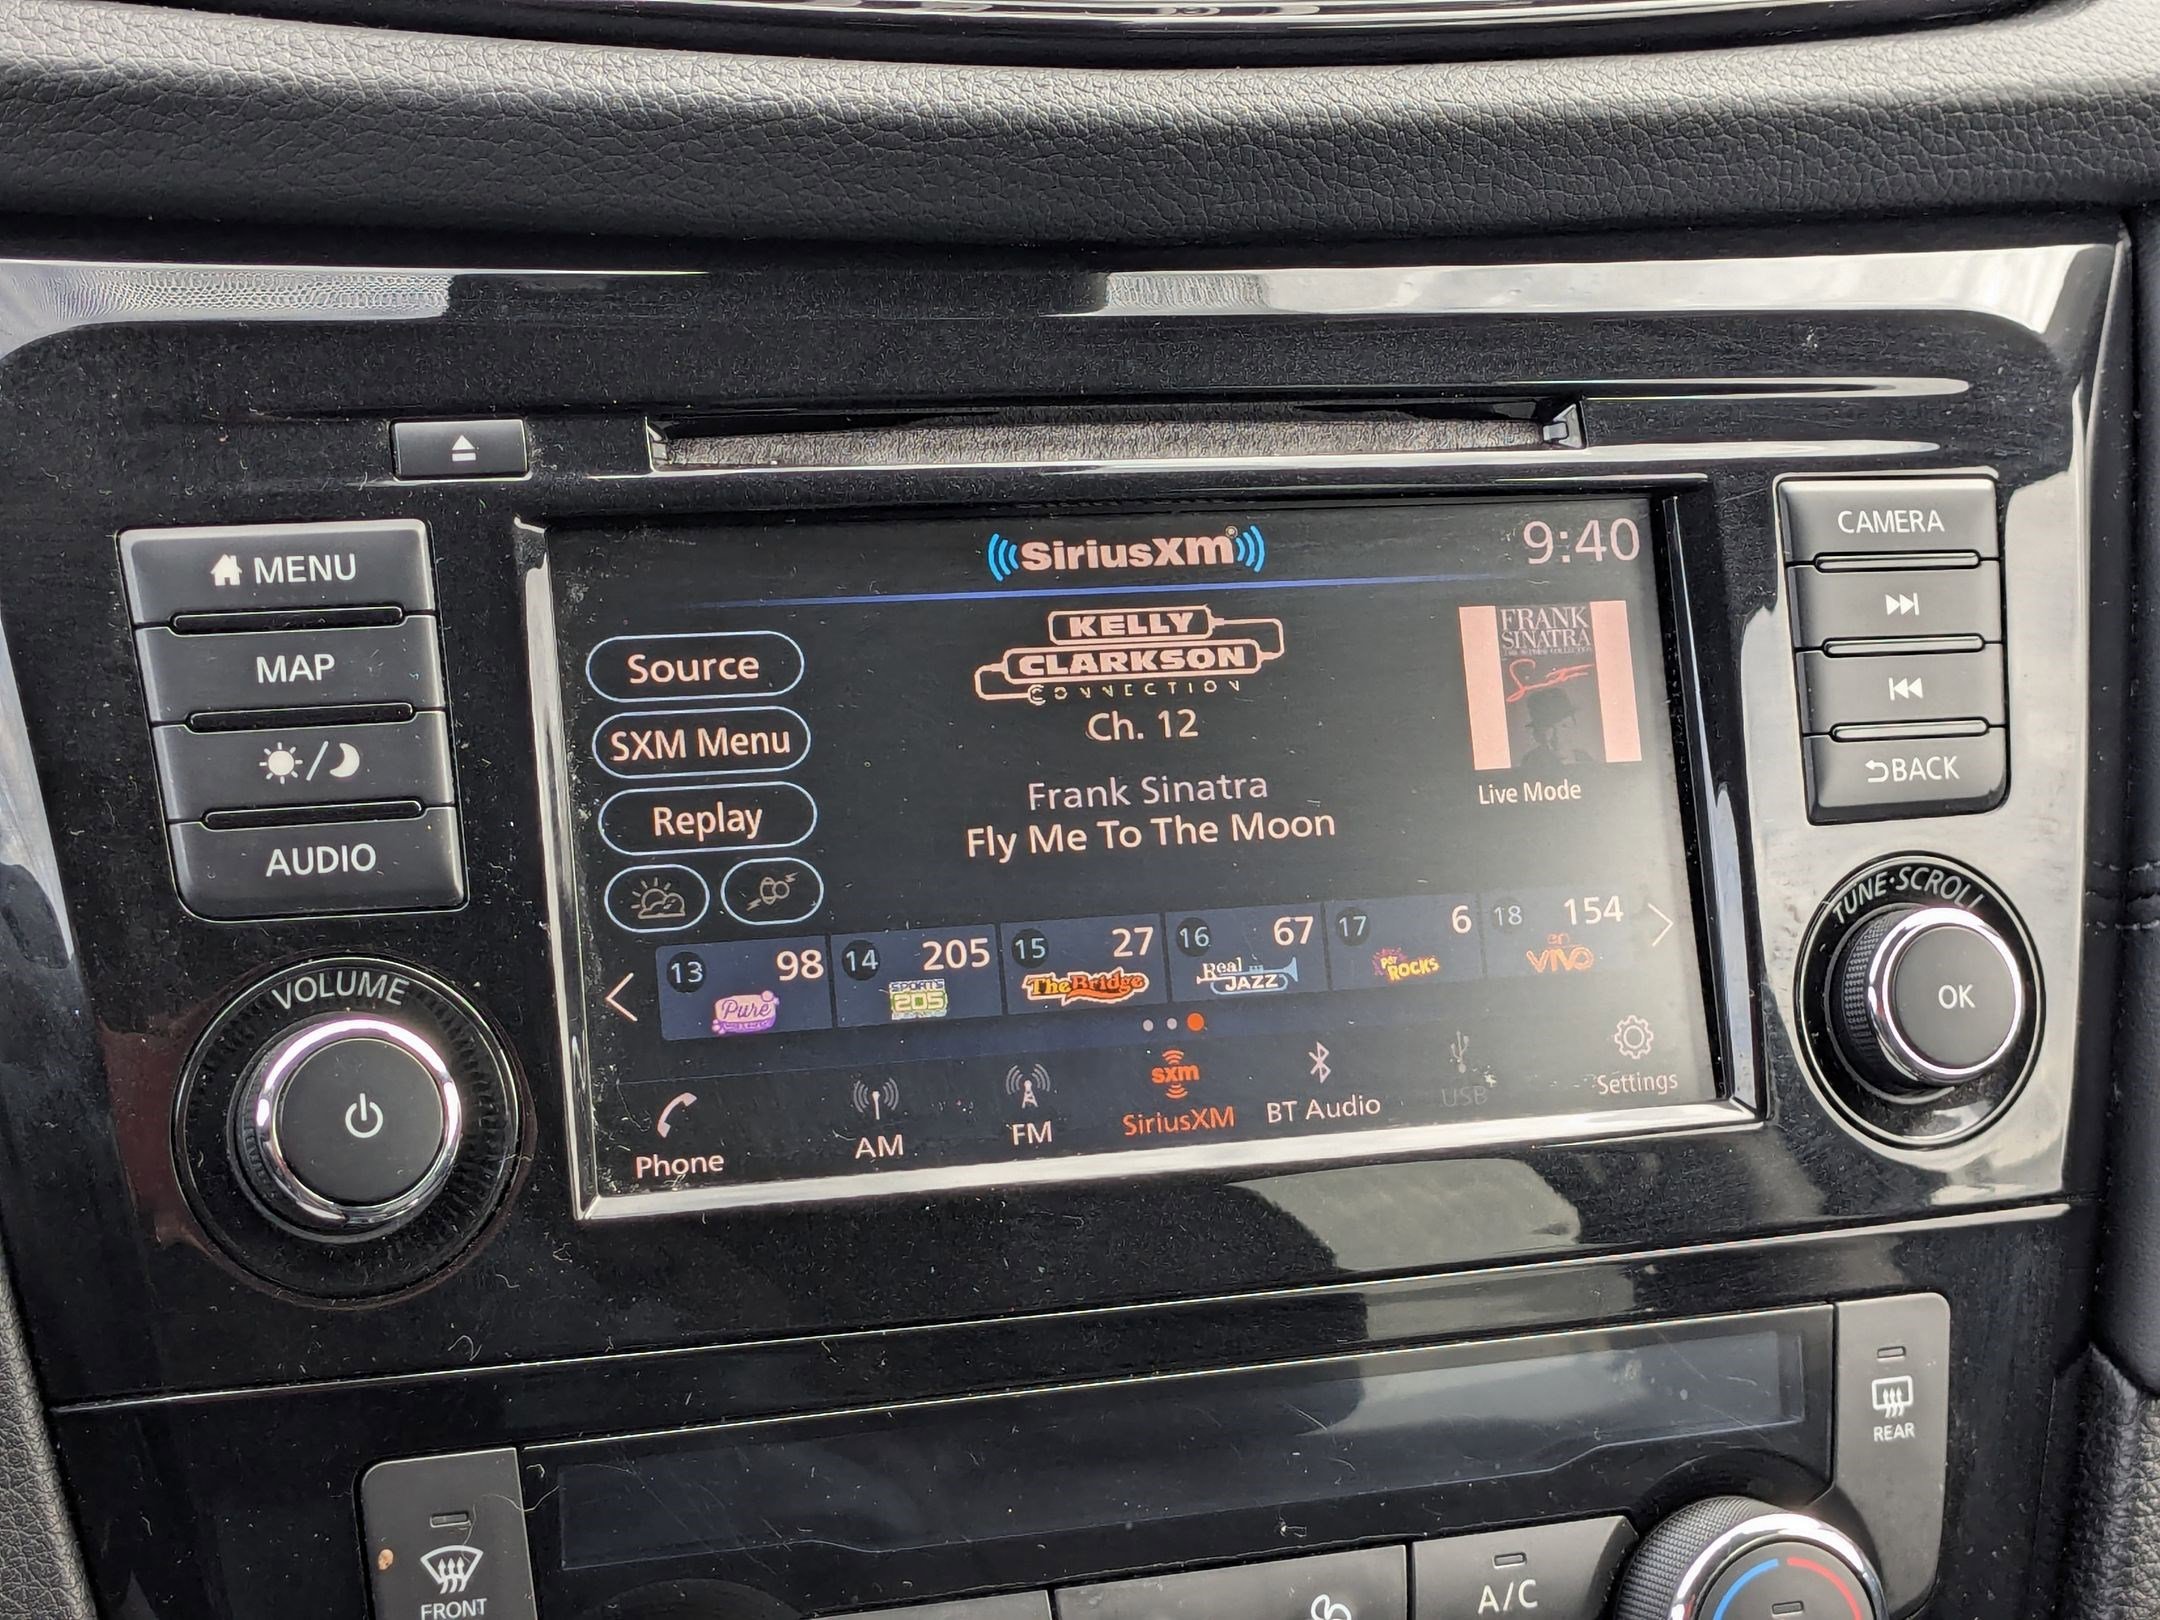 MENU
MAP
AUDIO
VOLUME
SiriusXM
9:40
Source
SXM Menu
Replay
KELLY
CLARKSON
CONNECTION
Ch. 12
Frank Sinatra
Fly Me To The Moon
FRANK
SINATRA
Sinatra
Live Mode
13 98 14 205 15 27 16 67 17 6 18 154
Pure
SPORTS
205
The Bridge
Real
JAZZ
ROCKS
en
VIVO
Phone
AM
FM
sxm
SiriusXM
BT Audio
USB
Settings
CAMERA
BACK
TUNE·SCROLL
OK
REAR
FRONT
A/C